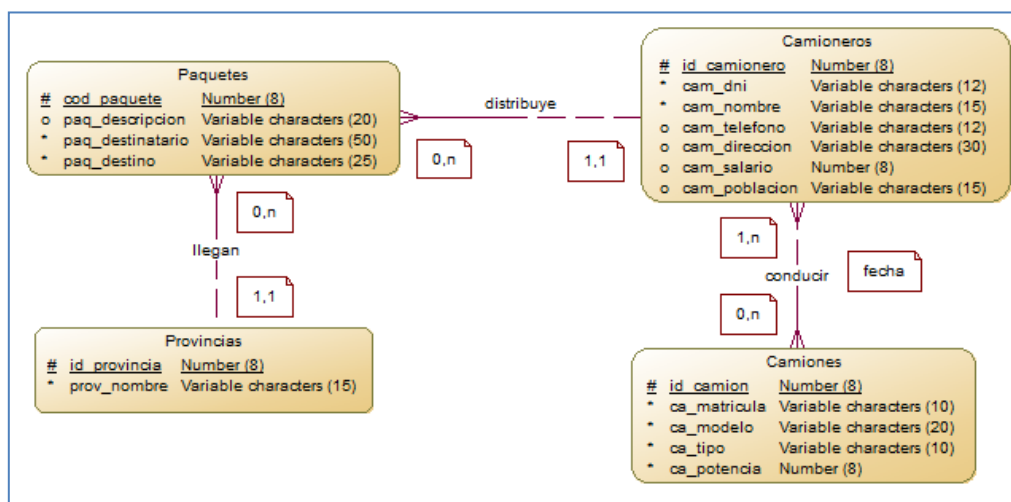 Paquetes
# cod_paquete Number (8)
o paq_descripcion Variable characters (20)
* paq_destinatario Variable characters (50)
* paq_destino Variable characters (25)
distribuye
0,n
1,1
Camioneros
# id_camionero Number (8)
* cam_dni Variable characters (12)
* cam_nombre Variable characters (15)
o cam_telefono Variable characters (12)
o cam_direccion Variable characters (30)
o cam_salario Number (8)
o cam_poblacion Variable characters (15)
0,n
llegan
1,1
1,n
conducir
fecha
0,n
Provincias
# id_provincia Number (8)
* prov_nombre Variable characters (15)
Camiones
# id_camion Number (8)
* ca_matricula Variable characters (10)
* ca_modelo Variable characters (20)
* ca_tipo Variable characters (10)
* ca_potencia Number (8)